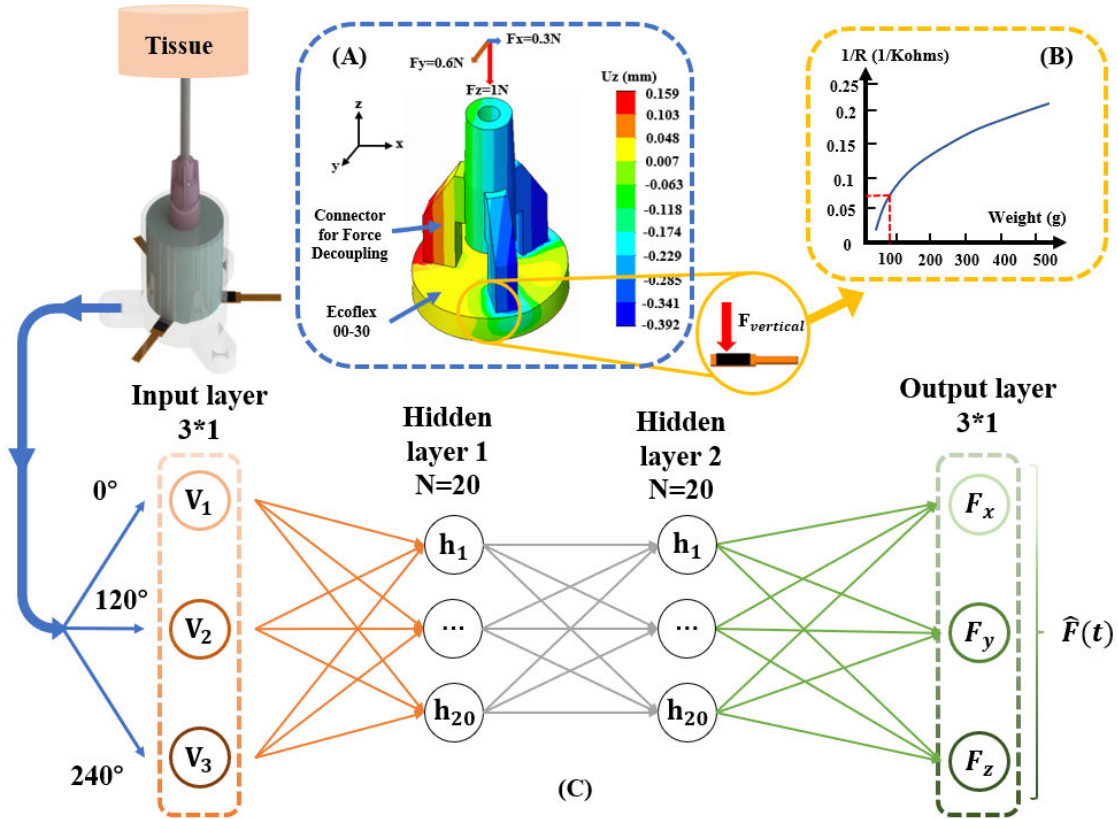 Tissue
(A)
Fx=0.3N
Fy=0.6N
Fz=1N
z
x
y
Connector
for Force
Decoupling
Ecoflex
00-30
Uz (mm)
0.159
0.103
0.048
0.007
-0.063
-0.118
-0.174
-0.229
-0.285
-0.341
-0.392
F_vertical
1/R (1/Kohms)
(B)
0.25
0.2
0.15
0.1
0.05
0
Weight (g)
100 200 300 400 500
Input layer
3*1
Hidden
layer 1
N=20
Hidden
layer 2
N=20
Output layer
3*1
0°
120°
240°
V₁
V₂
V₃
h₁
...
h₂₀
h₁
...
h₂₀
Fₓ
F_y
F_z
F̂(t)
(C)